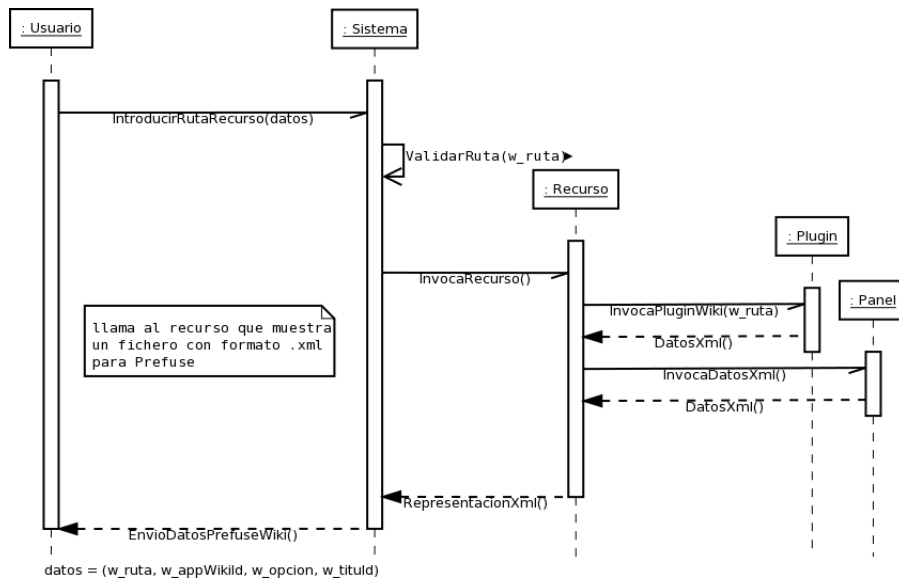 : Usuario
: Sistema
IntroducirRutaRecurso(datos)
ValidarRuta(w_ruta)
: Recurso
: Plugin
InvocaRecurso()
: Panel
InvocaPluginWiki(w_ruta)
llama al recurso que muestra
un fichero con formato .xml
para Prefuse
DatosXml()
InvocaDatosXml()
DatosXml()
RepresentacionXml()
EnvioDatosPrefuseWiki()
datos = (w_ruta, w_appWikiId, w_opcion, w_tituId)